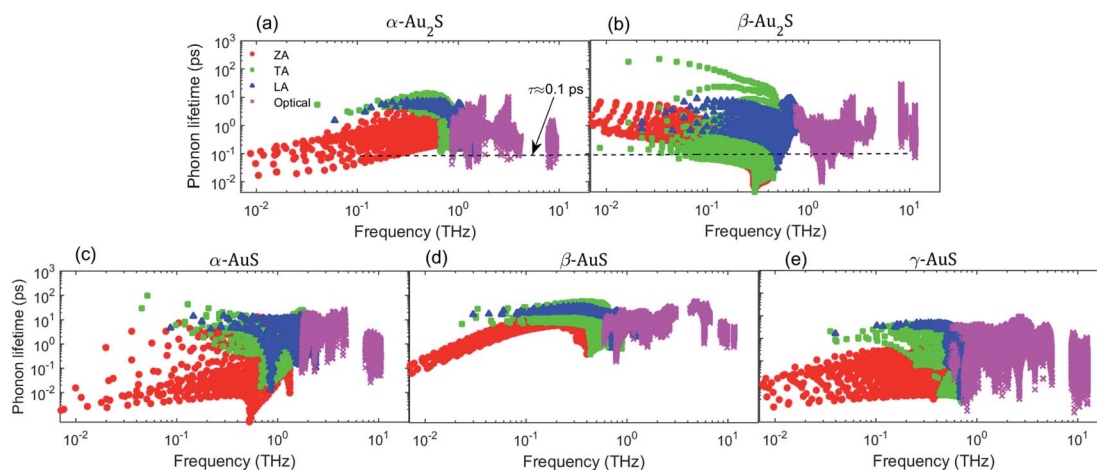 (a) α-Au₂S
(b) β-Au₂S
Phonon lifetime (ps)
10³
10²
10¹
10⁰
10⁻¹
10⁻²
ZA
TA
LA
Optical
τ≈0.1 ps
10⁻² 10⁻¹ 10⁰ 10¹
Frequency (THz)
10⁻² 10⁻¹ 10⁰ 10¹
Frequency (THz)
(c) α-AuS
(d) β-AuS
(e) γ-AuS
Phonon lifetime (ps)
10³
10²
10¹
10⁰
10⁻¹
10⁻²
10⁻² 10⁻¹ 10⁰ 10¹
Frequency (THz)
10⁻² 10⁻¹ 10⁰ 10¹
Frequency (THz)
10⁻² 10⁻¹ 10⁰ 10¹
Frequency (THz)